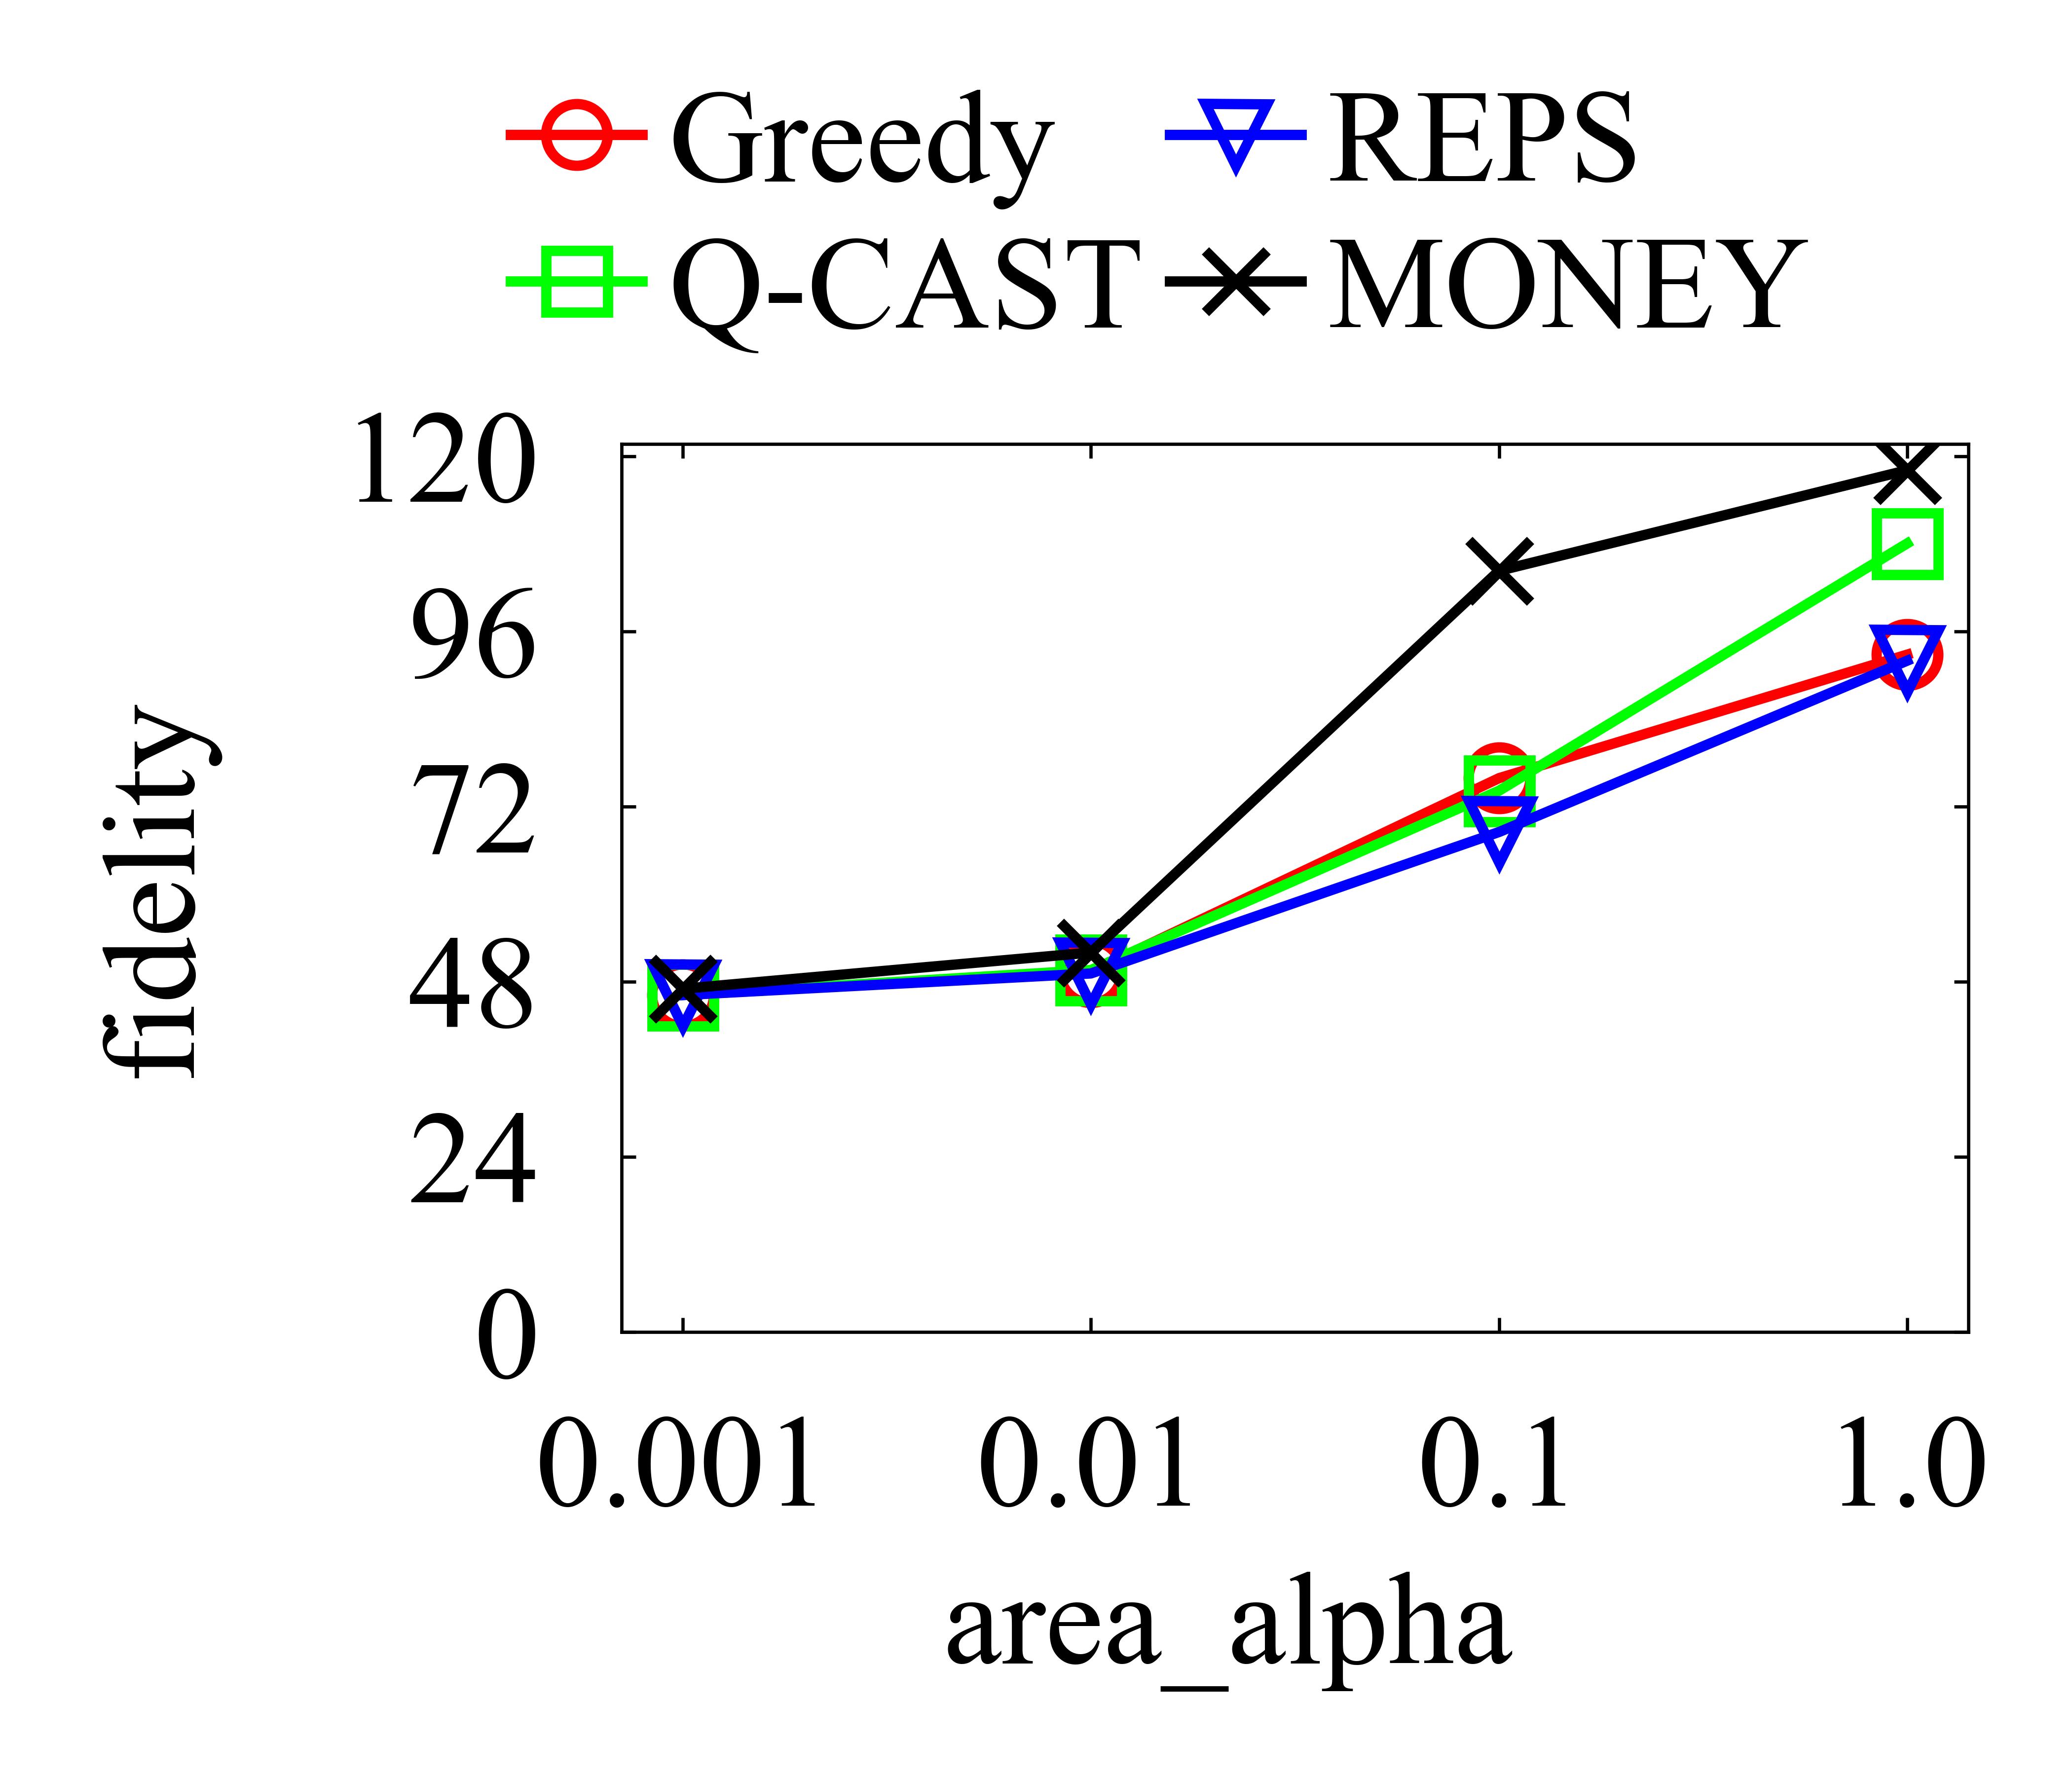 Greedy REPS
Q-CAST MONEY
120
96
72
48
24
0
fidelity
0.001 0.01 0.1 1.0
area_alpha